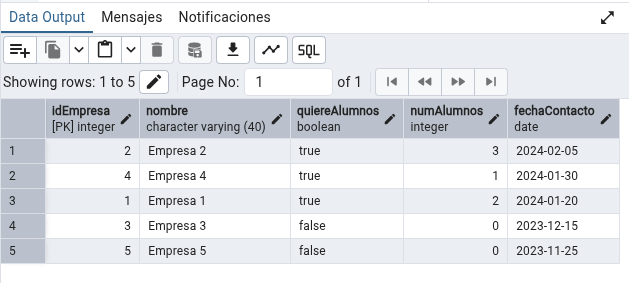 Data Output Mensajes Notificaciones
SQL
Showing rows: 1 to 5 Page No: 1 of 1
idEmpresa nombre quiereAlumnos numAlumnos fechaContacto
[PK] integer character varying (40) boolean integer date
1 2 Empresa 2 true 3 2024-02-05
2 4 Empresa 4 true 1 2024-01-30
3 1 Empresa 1 true 2 2024-01-20
4 3 Empresa 3 false 0 2023-12-15
5 5 Empresa 5 false 0 2023-11-25